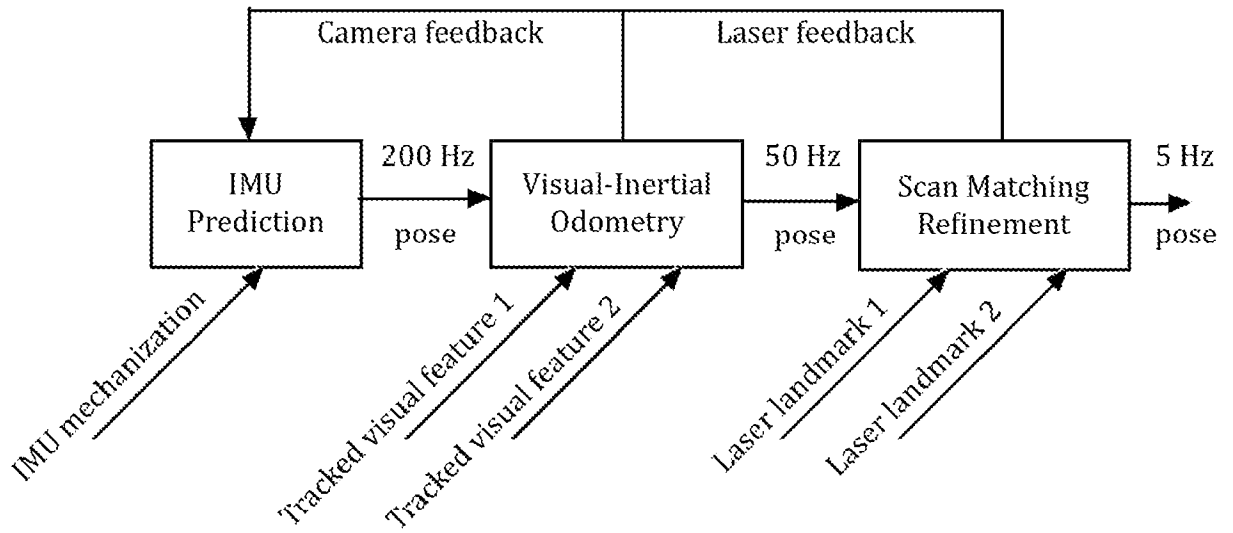 Camera feedback
Laser feedback
IMU
Prediction
200 Hz
pose
Visual-Inertial
Odometry
50 Hz
pose
Scan Matching
Refinement
5 Hz
pose
IMU mechanization
Tracked visual feature 1
Tracked visual feature 2
Laser landmark 1
Laser landmark 2